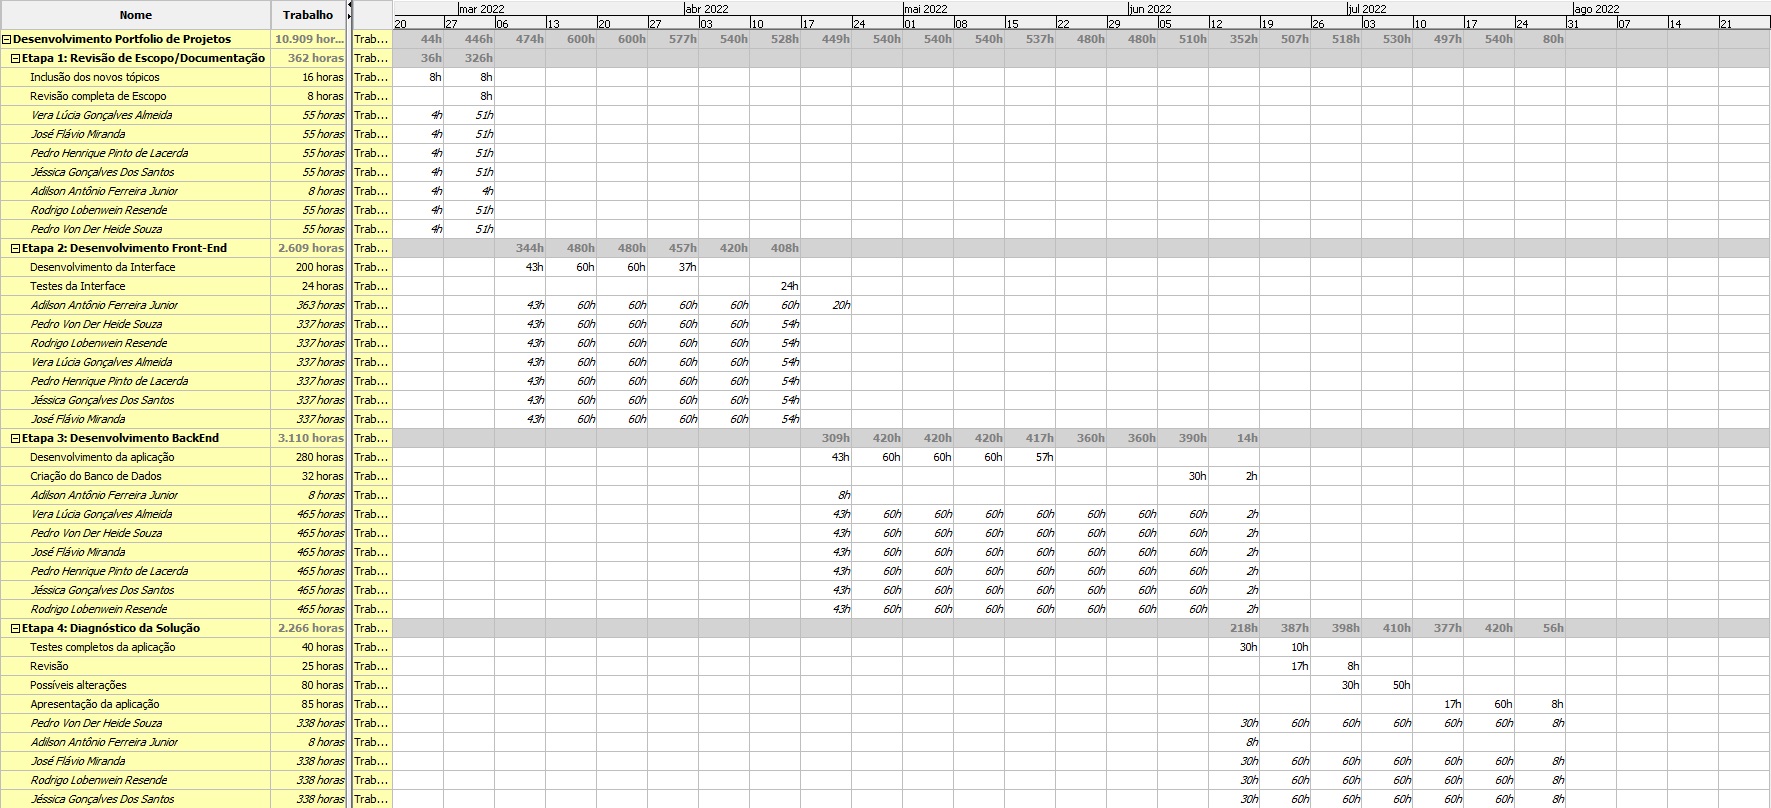 Nome Trabalho mar 2022 abr 2022 mai 2022 jun 2022 jul 2022 ago 2022
20 27 06 13 20 27 03 10 17 24 01 08 15 22 29 05 12 19 26 03 10 17 24 31 07 14 21
Desenvolvimento Portfolio de Projetos 10.909 hor... Trab... 44h 446h 474h 600h 600h 577h 540h 528h 449h 540h 540h 540h 537h 480h 480h 510h 352h 507h 518h 530h 497h 540h 80h
Etapa 1: Revisão de Escopo/Documentação 362 horas Trab... 36h 326h
Inclusão dos novos tópicos 16 horas Trab... 8h 8h
Revisão completa de Escopo 8 horas Trab... 8h
Vera Lúcia Gonçalves Almeida 55 horas Trab... 4h 51h
José Flávio Miranda 55 horas Trab... 4h 51h
Pedro Henrique Pinto de Lacerda 55 horas Trab... 4h 51h
Jéssica Gonçalves Dos Santos 55 horas Trab... 4h 51h
Adilson Antônio Ferreira Junior 8 horas Trab... 4h 4h
Rodrigo Lobenwein Resende 55 horas Trab... 4h 51h
Pedro Von Der Heide Souza 55 horas Trab... 4h 51h
Etapa 2: Desenvolvimento Front-End 2.609 horas Trab... 344h 480h 480h 457h 420h 408h
Desenvolvimento da Interface 200 horas Trab... 43h 60h 60h 37h
Testes da Interface 24 horas Trab... 24h
Adilson Antônio Ferreira Junior 363 horas Trab... 43h 60h 60h 60h 60h 60h 20h
Pedro Von Der Heide Souza 337 horas Trab... 43h 60h 60h 60h 60h 54h
Rodrigo Lobenwein Resende 337 horas Trab... 43h 60h 60h 60h 60h 54h
Vera Lúcia Gonçalves Almeida 337 horas Trab... 43h 60h 60h 60h 60h 54h
Pedro Henrique Pinto de Lacerda 337 horas Trab... 43h 60h 60h 60h 60h 54h
Jéssica Gonçalves Dos Santos 337 horas Trab... 43h 60h 60h 60h 60h 54h
José Flávio Miranda 337 horas Trab... 43h 60h 60h 60h 60h 54h
Etapa 3: Desenvolvimento BackEnd 3.110 horas Trab... 309h 420h 420h 420h 417h 360h 360h 390h 14h
Desenvolvimento da aplicação 280 horas Trab... 43h 60h 60h 60h 57h
Criação do Banco de Dados 32 horas Trab... 30h 2h
Adilson Antônio Ferreira Junior 8 horas Trab... 8h
Vera Lúcia Gonçalves Almeida 465 horas Trab... 43h 60h 60h 60h 60h 60h 60h 60h 2h
Pedro Von Der Heide Souza 465 horas Trab... 43h 60h 60h 60h 60h 60h 60h 60h 2h
José Flávio Miranda 465 horas Trab... 43h 60h 60h 60h 60h 60h 60h 60h 2h
Pedro Henrique Pinto de Lacerda 465 horas Trab... 43h 60h 60h 60h 60h 60h 60h 60h 2h
Jéssica Gonçalves Dos Santos 465 horas Trab... 43h 60h 60h 60h 60h 60h 60h 60h 2h
Rodrigo Lobenwein Resende 465 horas Trab... 43h 60h 60h 60h 60h 60h 60h 60h 2h
Etapa 4: Diagnóstico da Solução 2.266 horas Trab... 218h 387h 398h 410h 377h 420h 56h
Testes completos da aplicação 40 horas Trab... 30h 10h
Revisão 25 horas Trab... 17h 8h
Possíveis alterações 80 horas Trab... 30h 50h
Apresentação da aplicação 85 horas Trab... 17h 60h 8h
Pedro Von Der Heide Souza 338 horas Trab... 30h 60h 60h 60h 60h 60h 8h
Adilson Antônio Ferreira Junior 8 horas Trab... 8h
José Flávio Miranda 338 horas Trab... 30h 60h 60h 60h 60h 60h 8h
Rodrigo Lobenwein Resende 338 horas Trab... 30h 60h 60h 60h 60h 60h 8h
Jéssica Gonçalves Dos Santos 338 horas Trab... 30h 60h 60h 60h 60h 60h 8h